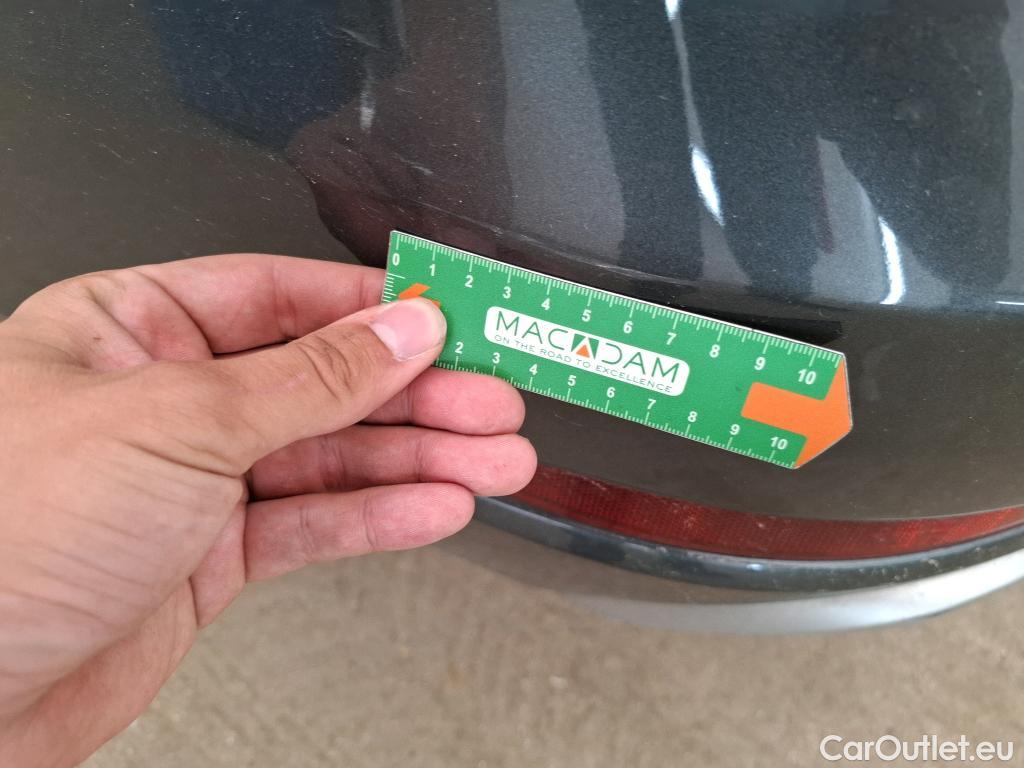 0 1 2 3 4 5 6 7 8 9 10
MACADAM
ON THE ROAD TO EXCELLENCE
2 3 4 5 6 7 8 9 10
CarOutlet.eu